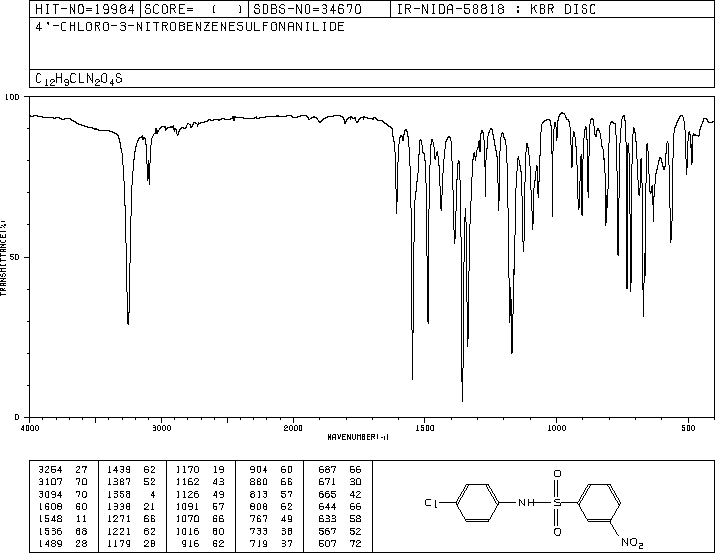 HIT-NO=19984 SCORE= ( ) SDBS-NO=34670 IR-NIDA-58818 : KBR DISC
4'-CHLORO-3-NITROBENZENESULFONANILIDE
C12H9CLN2O4S
100
50
0
TRANSMITTANCE(%)
4000 3000 2000 1500 1000 500
WAVENUMBER(-1)
3254 27 1439 62 1170 19 904 60 687 66
3107 70 1387 52 1162 43 880 66 671 30
3094 70 1358 4 1126 49 813 57 665 42
1608 60 1338 21 1091 57 808 62 644 66
1548 11 1271 66 1070 66 767 49 633 58
1536 66 1221 62 1016 60 733 38 567 52
1489 28 1179 28 916 62 719 37 507 72
Cl NH S O O NO2